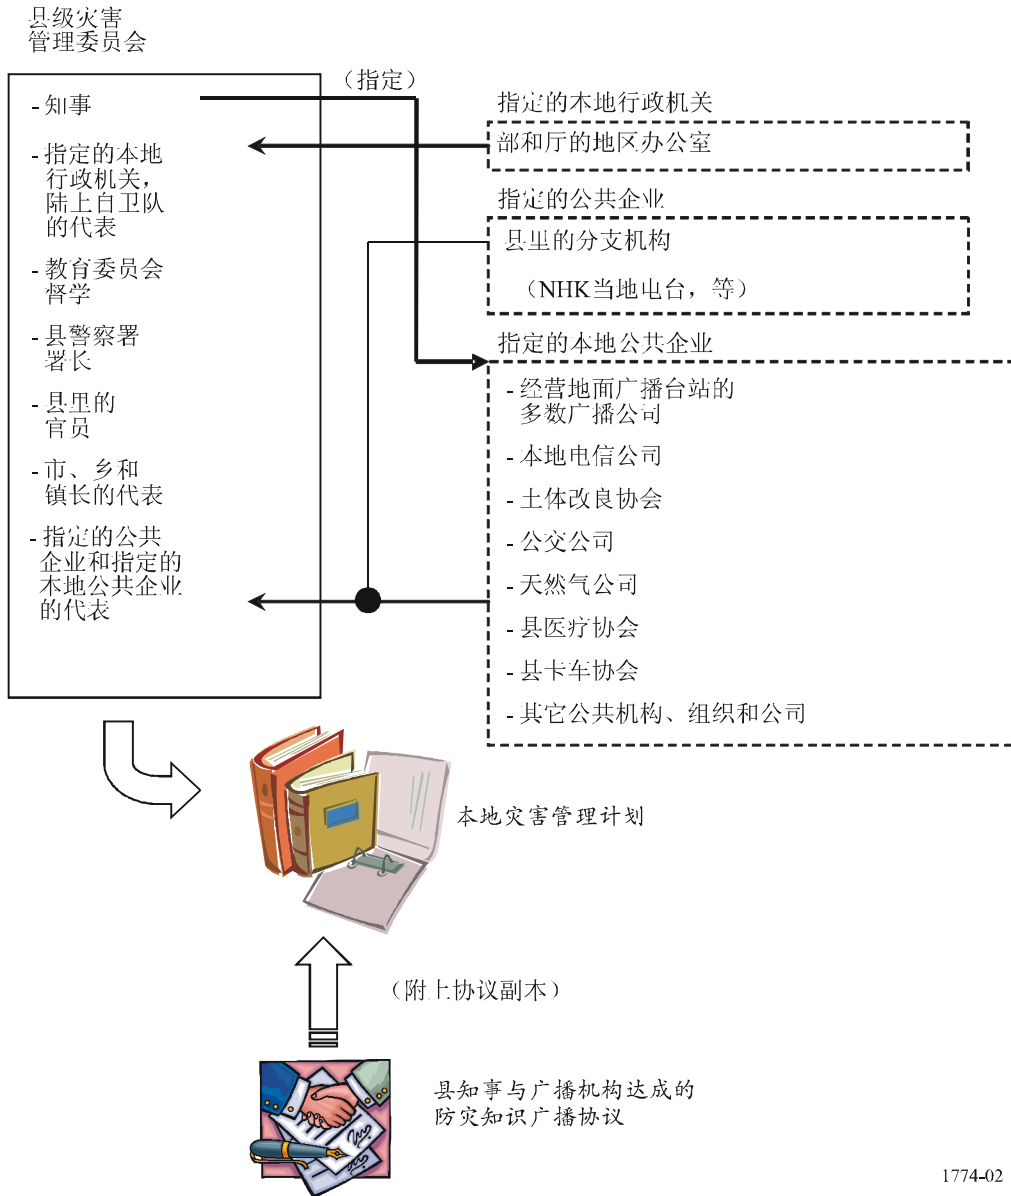 县级灾害
管理委员会
（指定）
- 知事
- 指定的本地
行政机关，
陆上自卫队
的代表
- 教育委员会
督学
- 县警察署
署长
- 县里的
官员
- 市、乡和
镇长的代表
- 指定的公共
企业和指定的
本地公共企业
的代表
指定的本地行政机关
部和厅的地区办公室
指定的公共企业
县里的分支机构
（NHK当地电台，等）
指定的本地公共企业
- 经营地面广播台站的
多数广播公司
- 本地电信公司
- 土体改良协会
- 公交公司
- 天然气公司
- 县医疗协会
- 县卡车协会
- 其它公共机构、组织和公司
本地灾害管理计划
（附上协议副本）
县知事与广播机构达成的
防灾知识广播协议
1774-02